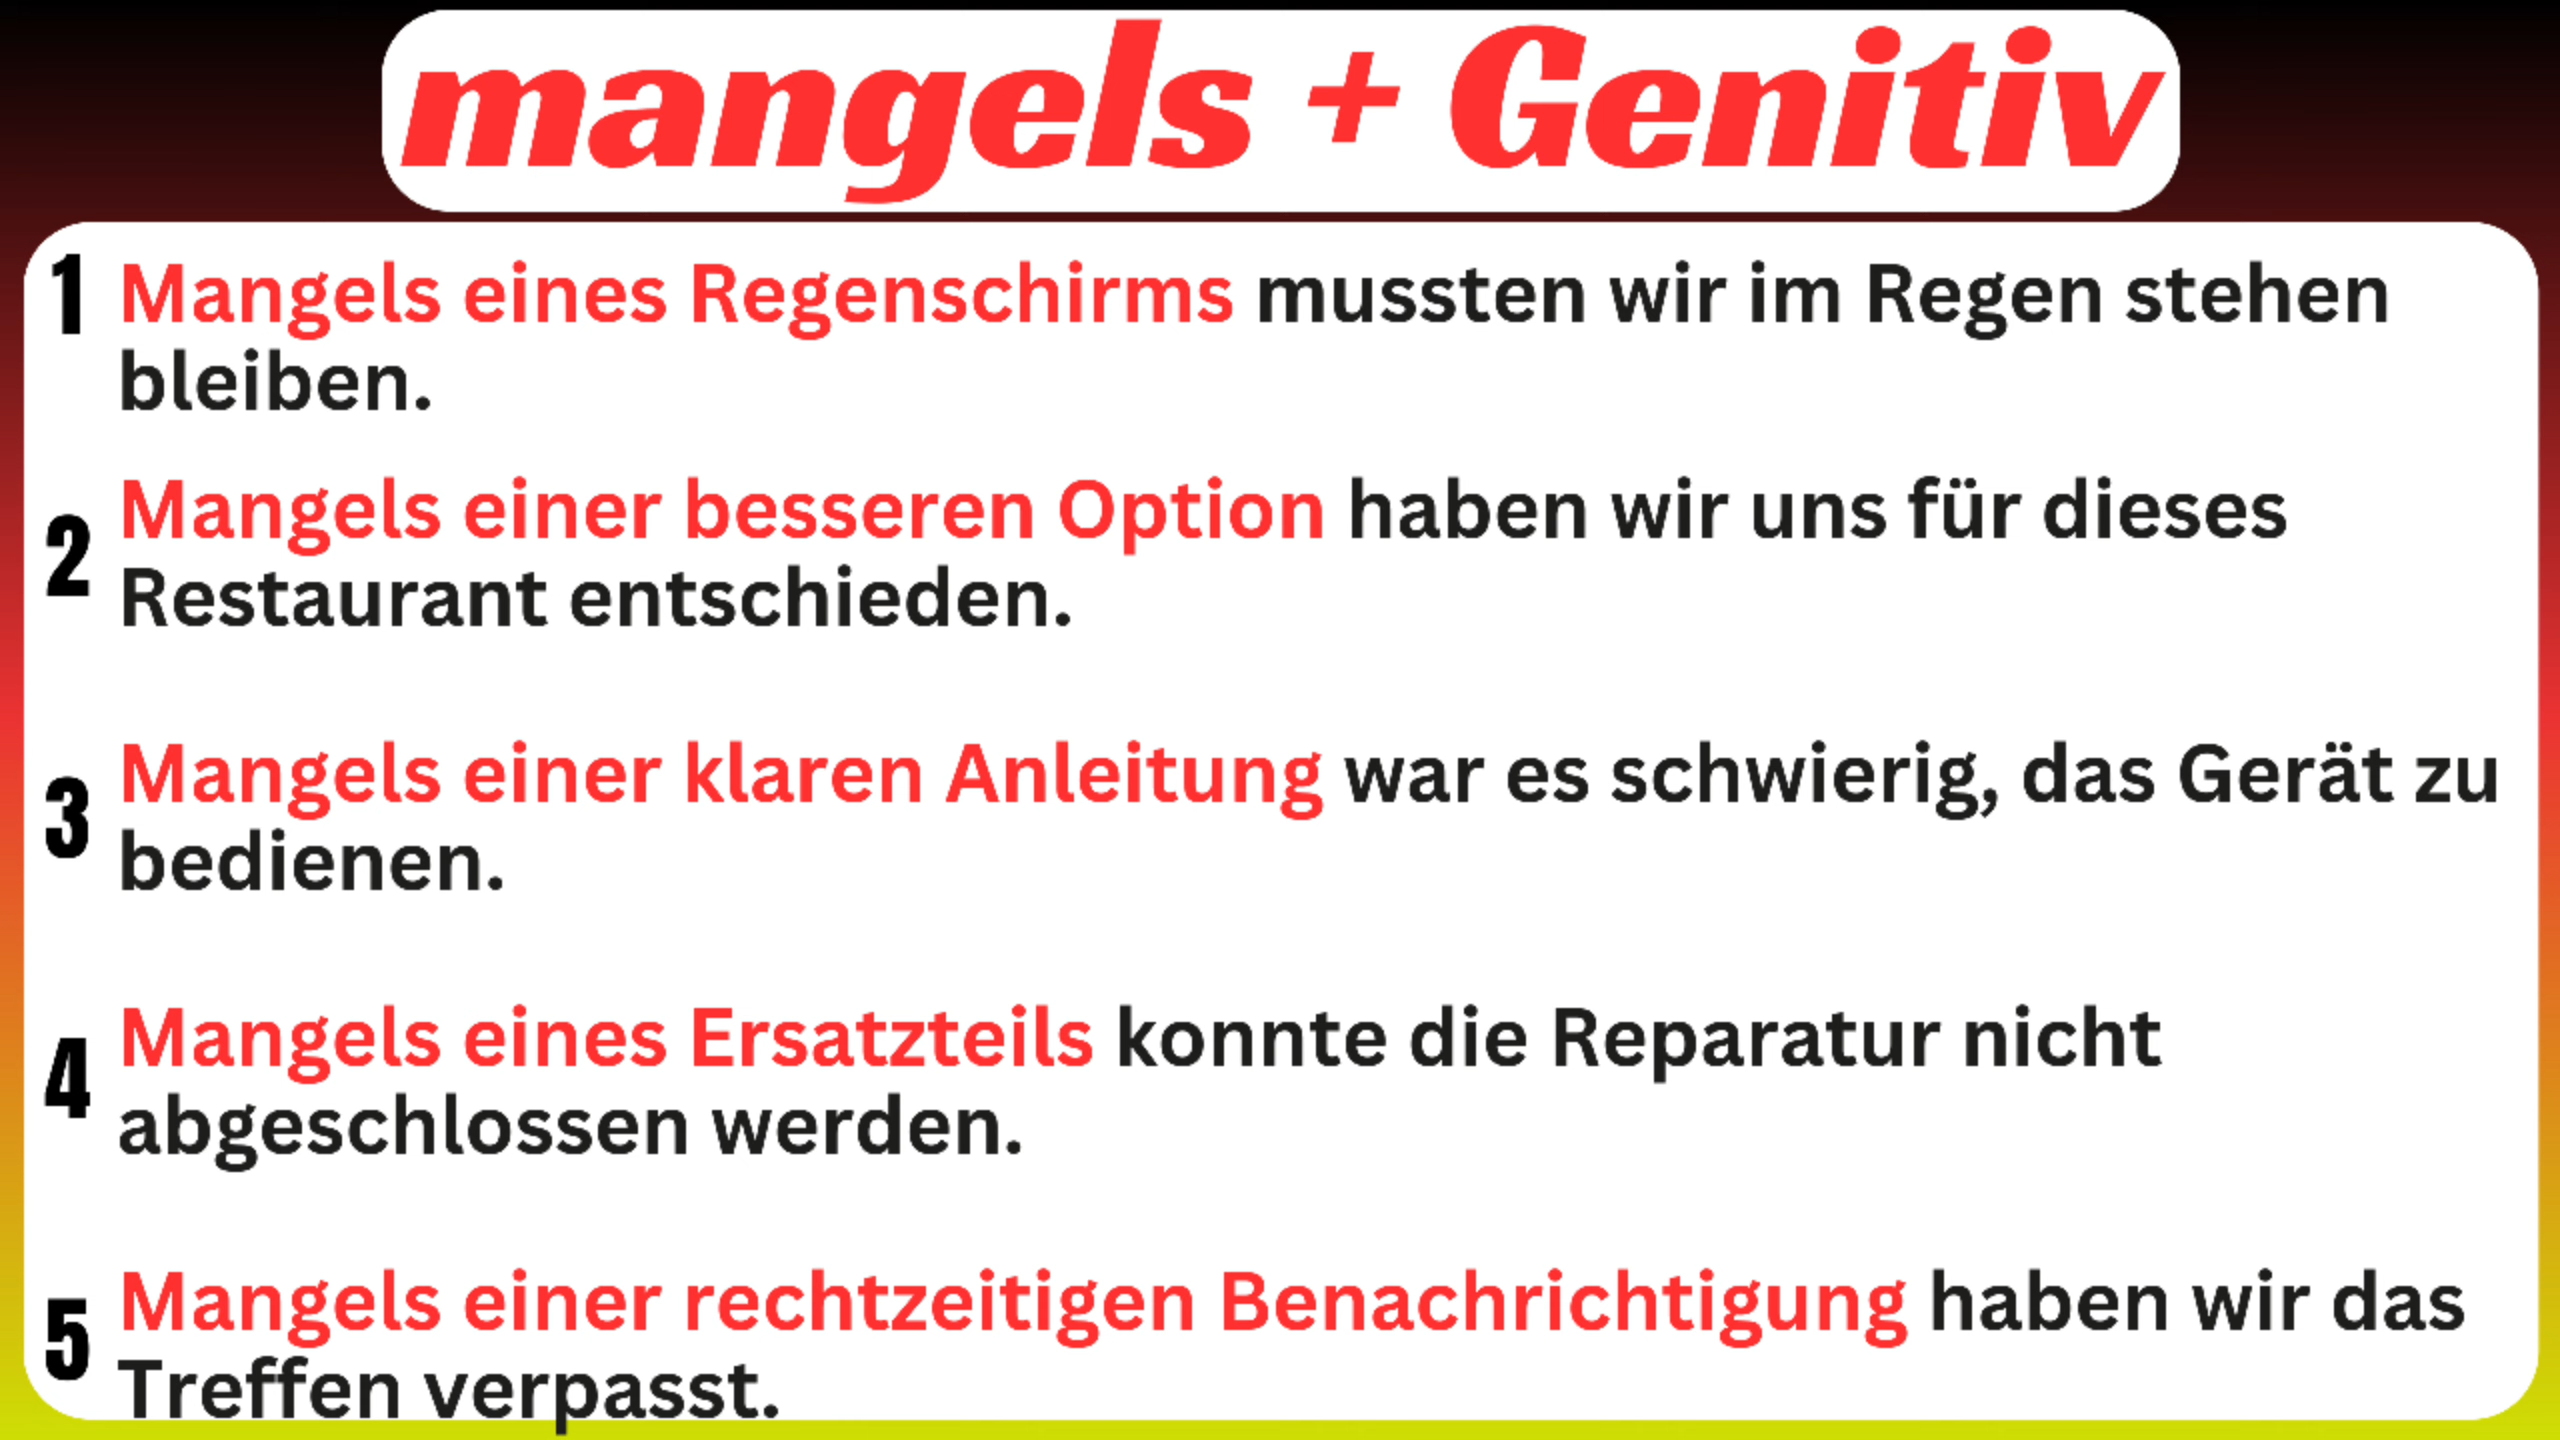 mangels + Genitiv
1 Mangels eines Regenschirms mussten wir im Regen stehen
bleiben.
2 Mangels einer besseren Option haben wir uns für dieses
Restaurant entschieden.
3 Mangels einer klaren Anleitung war es schwierig, das Gerät zu
bedienen.
4 Mangels eines Ersatzteils konnte die Reparatur nicht
abgeschlossen werden.
5 Mangels einer rechtzeitigen Benachrichtigung haben wir das
Treffen verpasst.